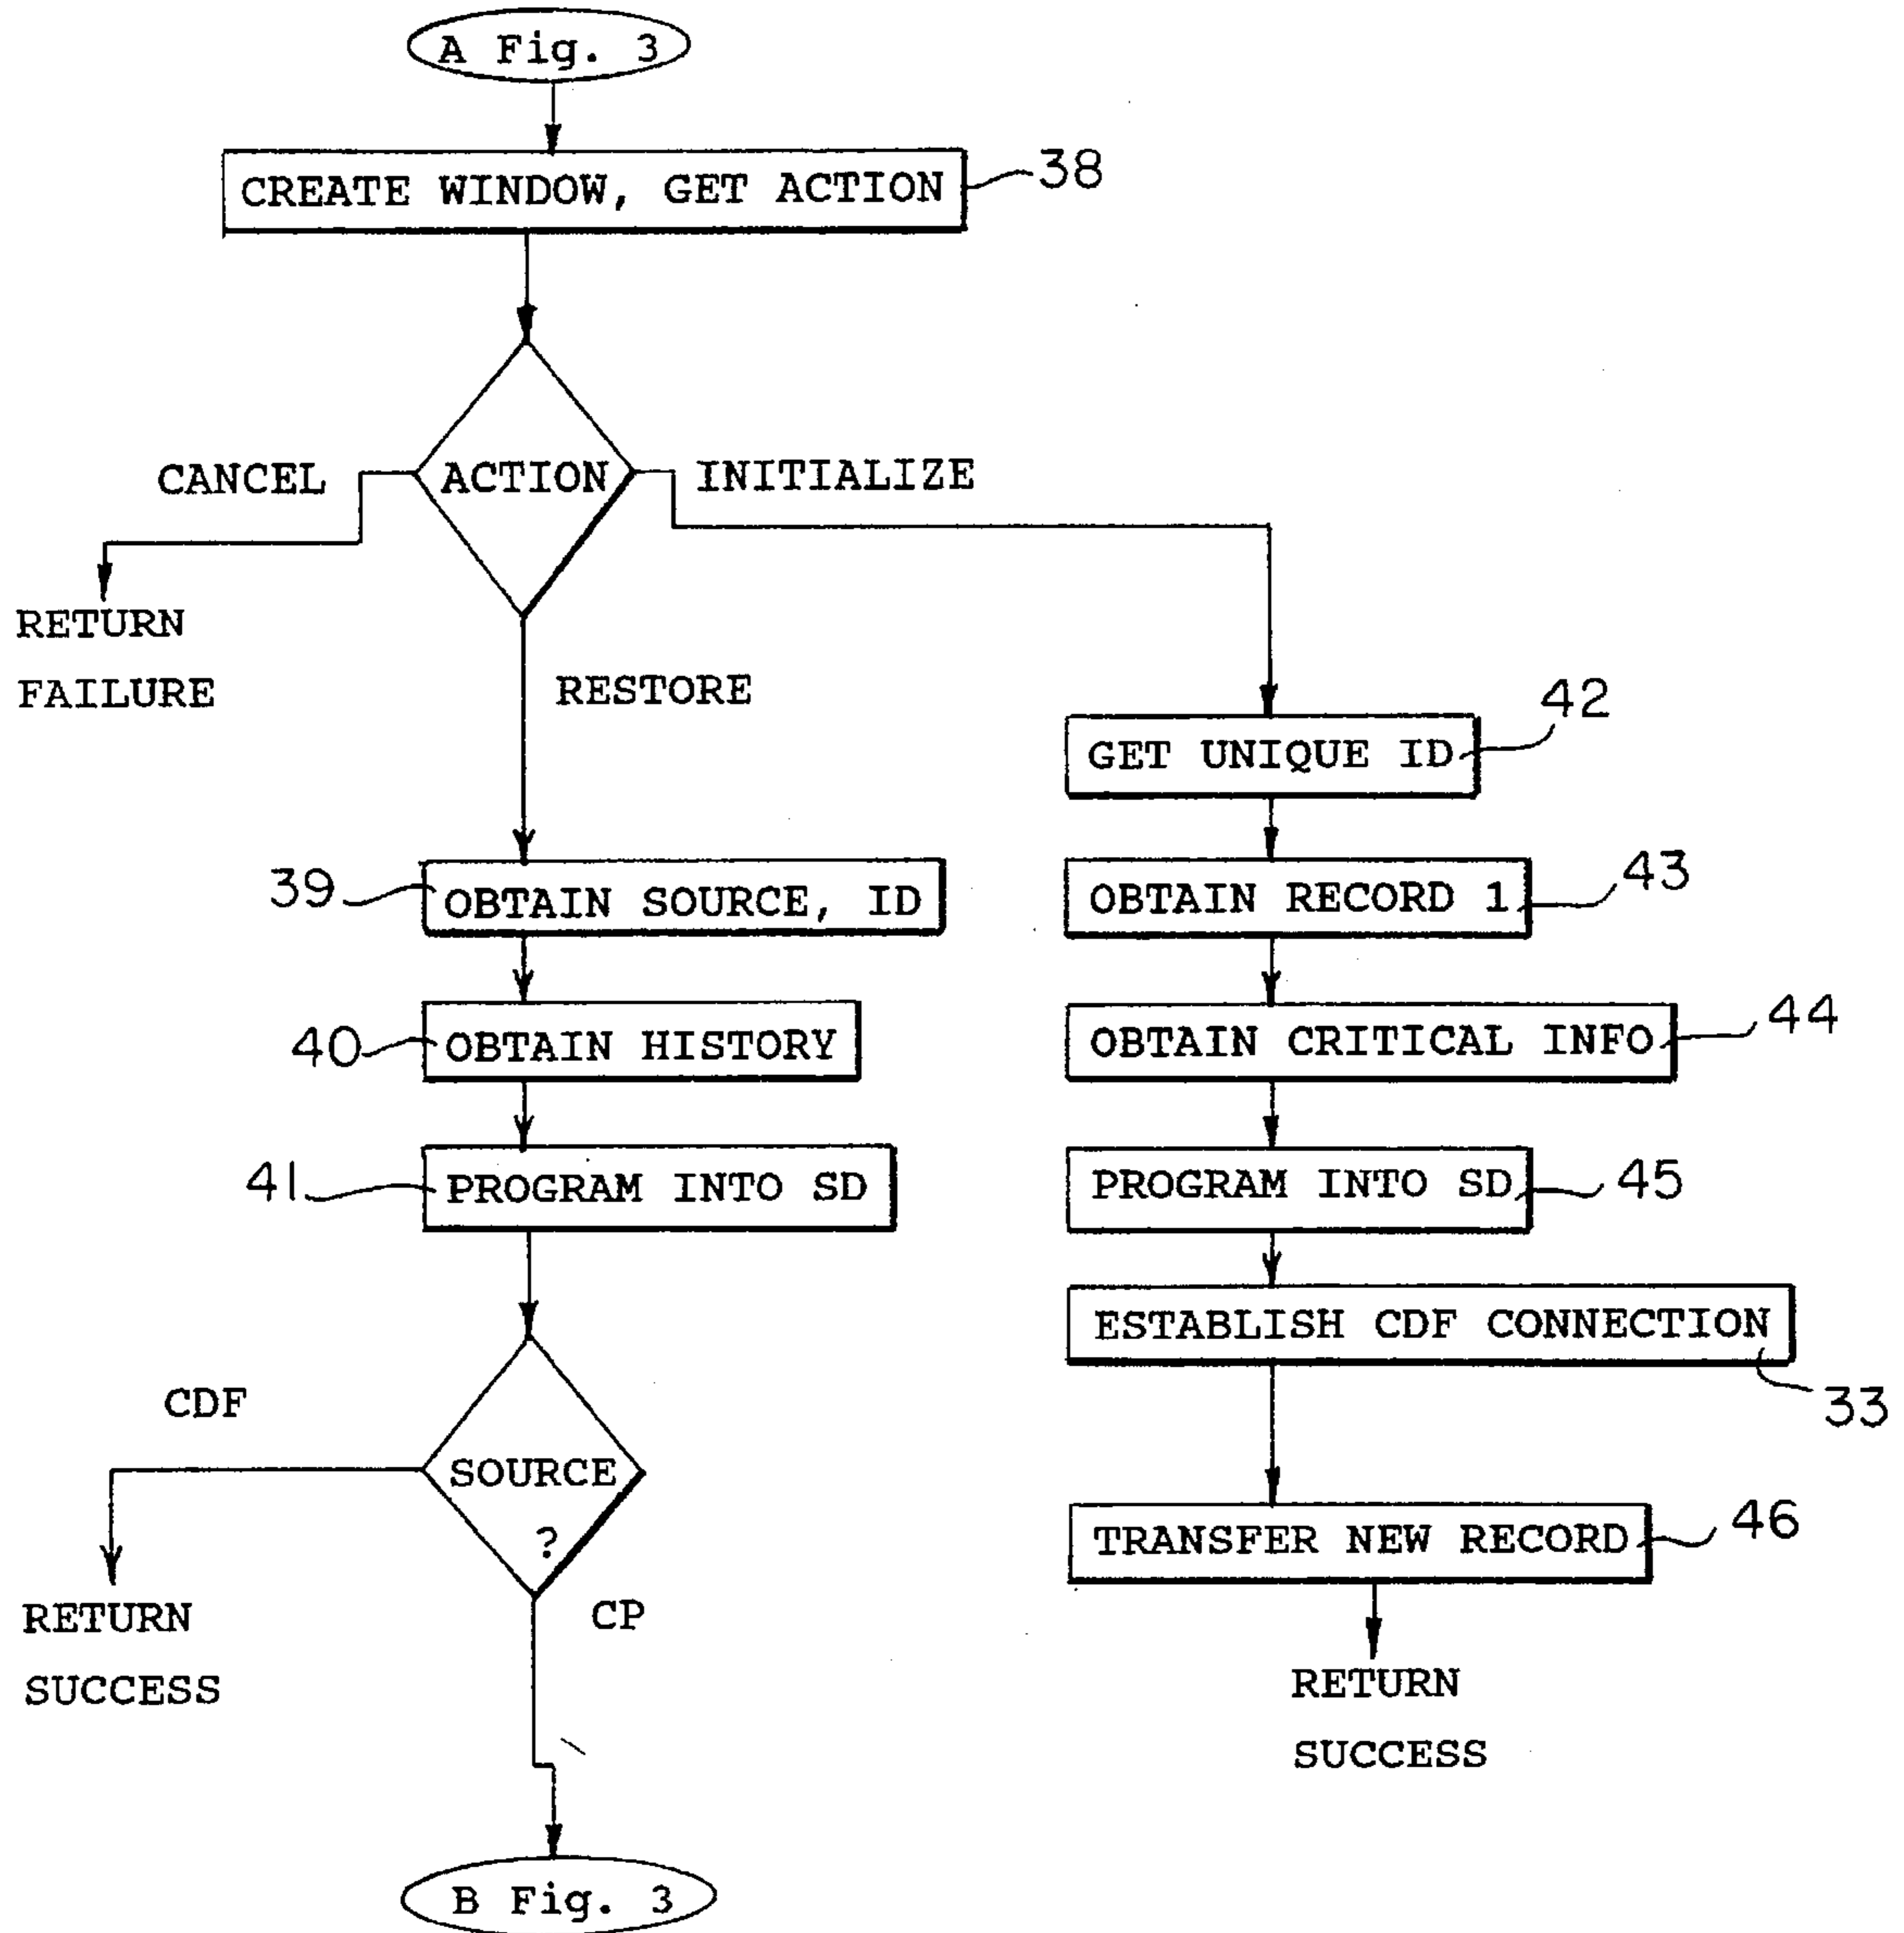 A Fig. 3
CREATE WINDOW, GET ACTION
38
ACTION
CANCEL
INITIALIZE
RETURN
FAILURE
RESTORE
39
OBTAIN SOURCE, ID
40
OBTAIN HISTORY
41
PROGRAM INTO SD
SOURCE
?
CDF
RETURN
SUCCESS
CP
B Fig. 3
GET UNIQUE ID
42
OBTAIN RECORD 1
43
OBTAIN CRITICAL INFO
44
PROGRAM INTO SD
45
ESTABLISH CDF CONNECTION
33
TRANSFER NEW RECORD
46
RETURN
SUCCESS